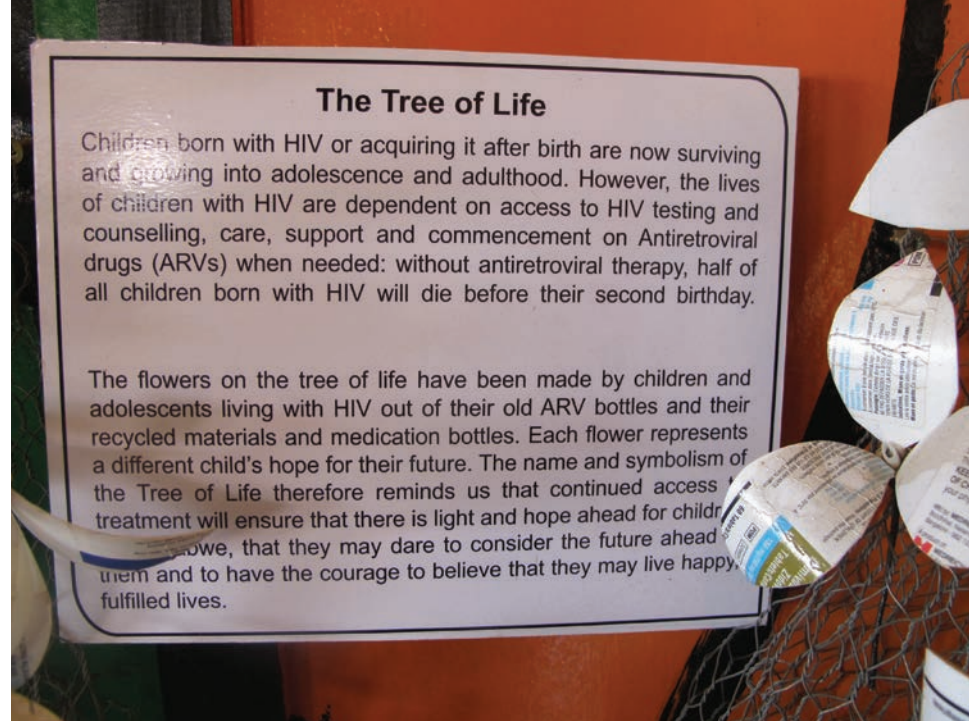 The Tree of Life
Children born with HIV or acquiring it after birth are now surviving
and growing into adolescence and adulthood. However, the lives
of children with HIV are dependent on access to HIV testing and
counselling, care, support and commencement on Antiretroviral
drugs (ARVs) when needed: without antiretroviral therapy, half of
all children born with HIV will die before their second birthday.
The flowers on the tree of life have been made by children and
adolescents living with HIV out of their old ARV bottles and their
recycled materials and medication bottles. Each flower represents
a different child's hope for their future. The name and symbolism of
the Tree of Life therefore reminds us that continued access
treatment will ensure that there is light and hope ahead for childr
bwe, that they may dare to consider the future ahead
them and to have the courage to believe that they may live happy,
fulfilled lives.